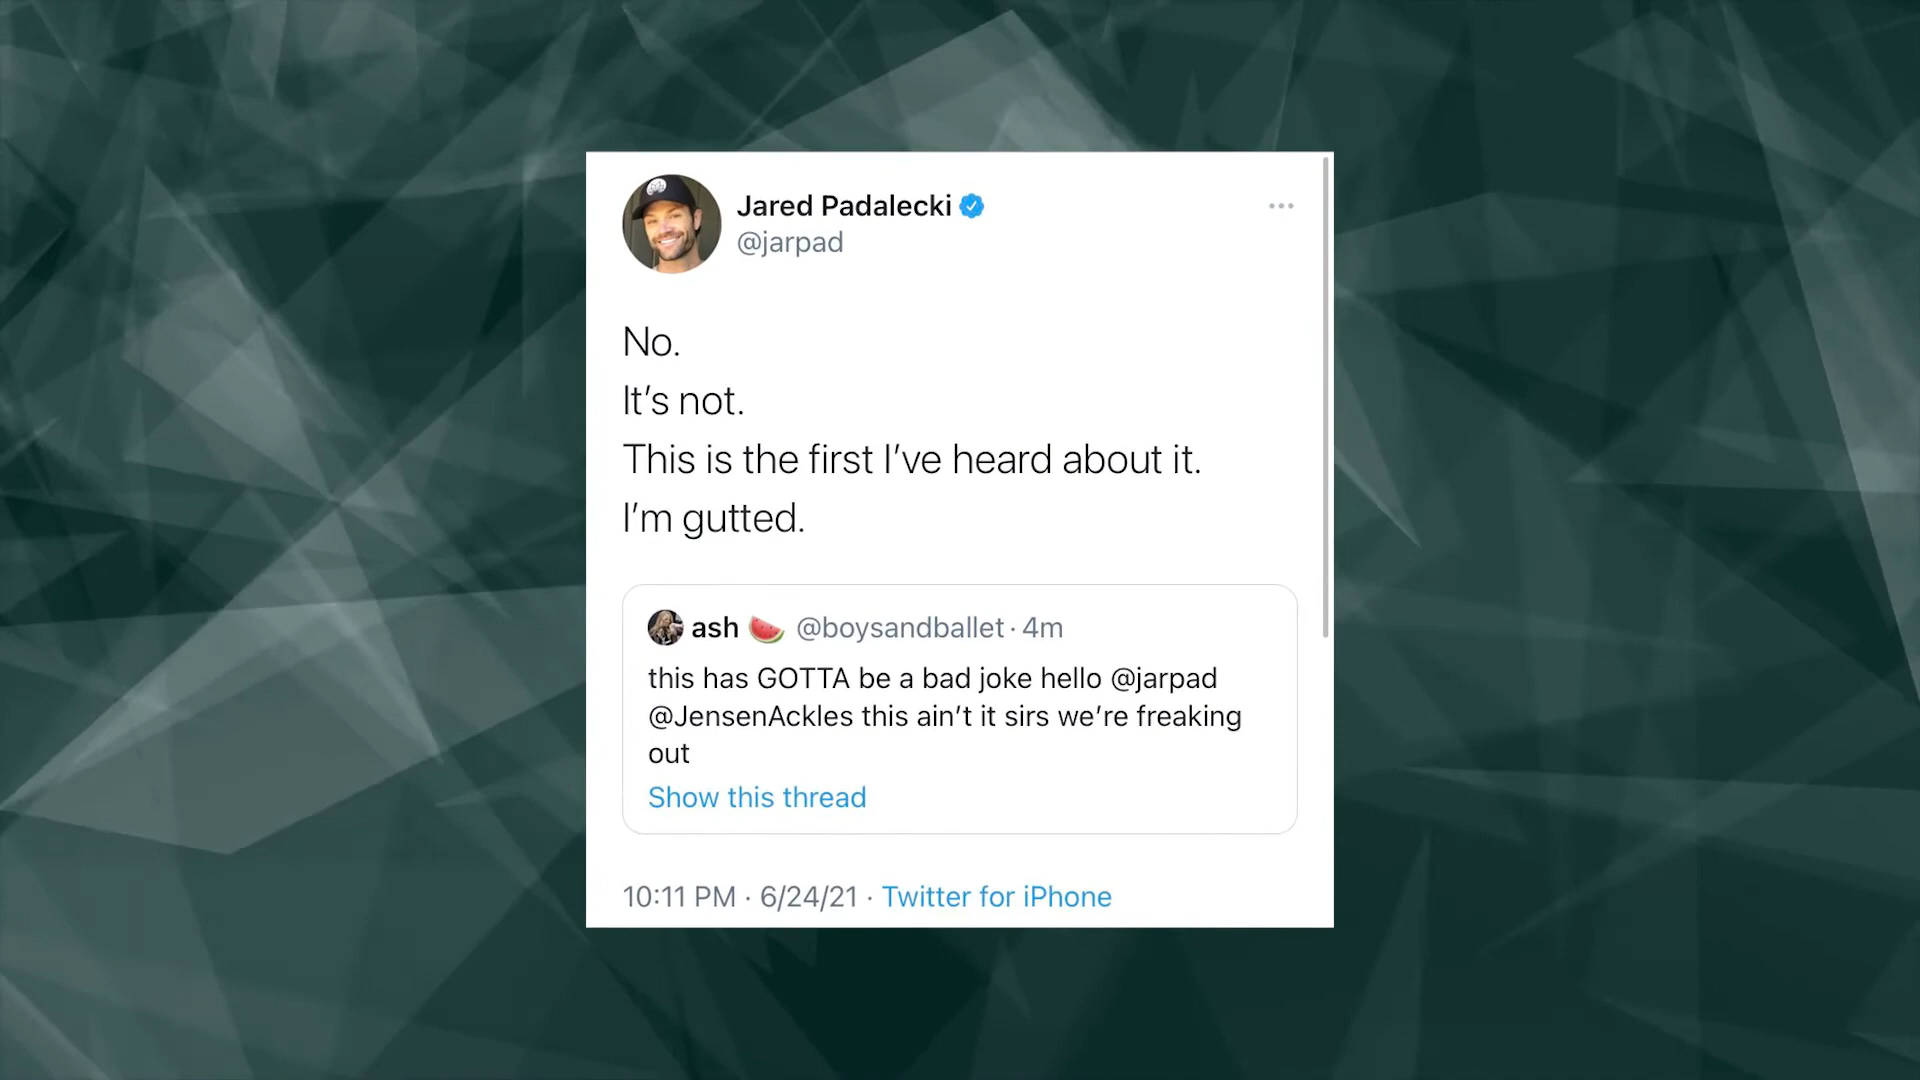 Jared Padalecki
@jarpad
No.
It's not.
This is the first I've heard about it.
I'm gutted.
ash 🍉 @boysandballet · 4m
this has GOTTA be a bad joke hello @jarpad
@JensenAckles this ain't it sirs we're freaking
out
Show this thread
10:11 PM · 6/24/21 · Twitter for iPhone